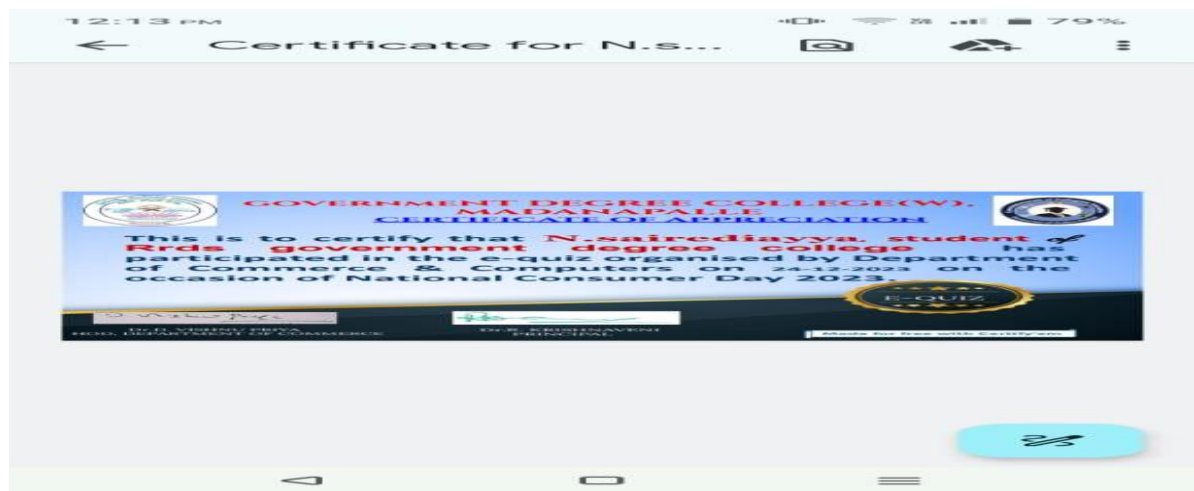 12:13 PM 79%
Certificate for N.s...
GOVERNMENT DEGREE COLLEGE(W),
MADANAPALLE
CERTIFICATE OF APPRECIATION
This is to certify that N.sairediayya, student of
Rrds government degree college has
participated in the e-quiz organised by Department
of Commerce & Computers on 24-12-2023 on the
occasion of National Consumer Day 2023.
E-QUIZ
Dr.D. VISHNU PRIYA
HOD, DEPARTMENT OF COMMERCE
Dr.R. KRISHNAVENI
PRINCIPAL
Made for free with Certify'em